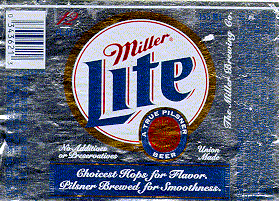 Miller
Lite
A TRUE PILSNER
BEER
No Additives
or Preservatives
Union
Made
Choicest Hops for Flavor.
Pilsner Brewed for Smoothness.
The Miller Brewing Co.